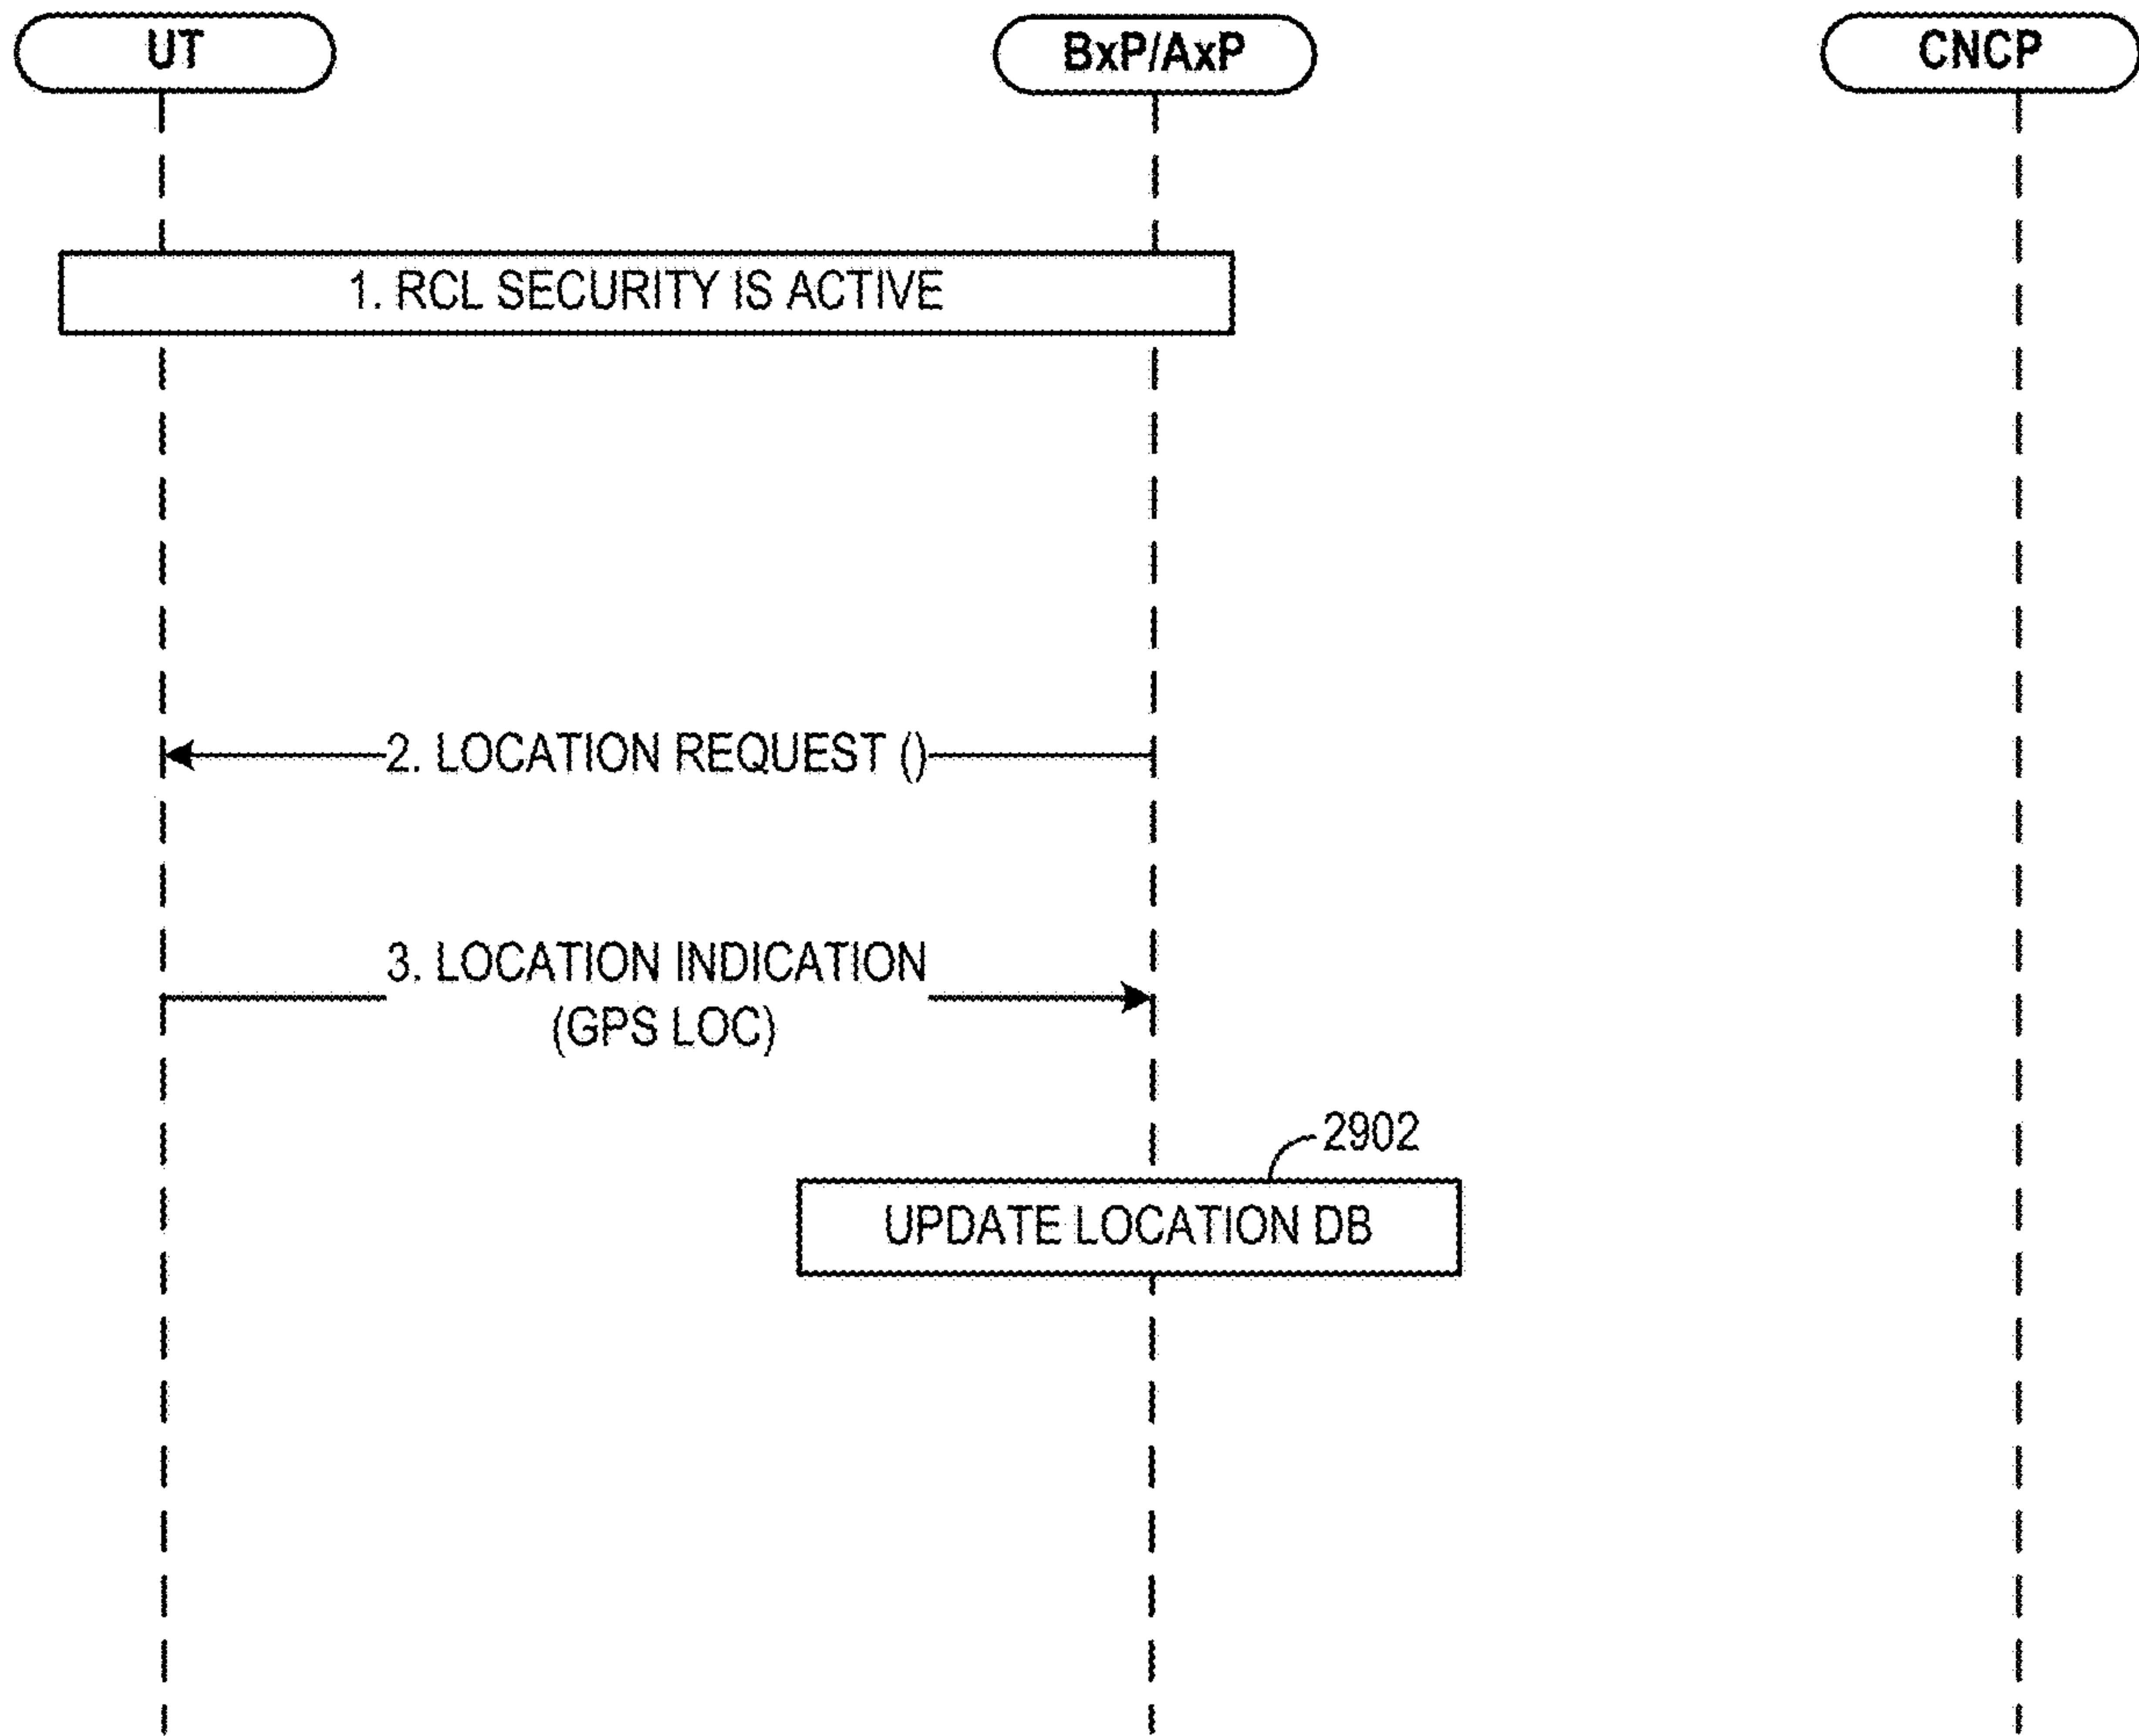 UT
BxP/AxP
CNCP
1. RCL SECURITY IS ACTIVE
2. LOCATION REQUEST ()
3. LOCATION INDICATION
(GPS LOC)
2902
UPDATE LOCATION DB